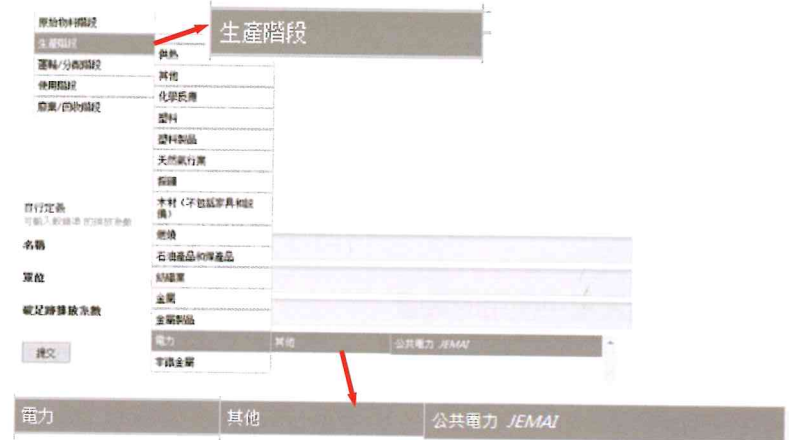 原始物料階段
生產階段
生產階段
運輸/分配階段
使用階段
廢棄/回收階段
供熱
其他
化學反應
塑料
塑料製品
天然氣行業
採礦
木材（不包括家具和設備）
燃燒
石油產品和煤產品
紡織業
金屬
金屬製品
電力 其他 公共電力 JEMAI
非鐵金屬
自行定義
名稱
單位
碳足跡排放係數
提交
電力 其他 公共電力 JEMAI